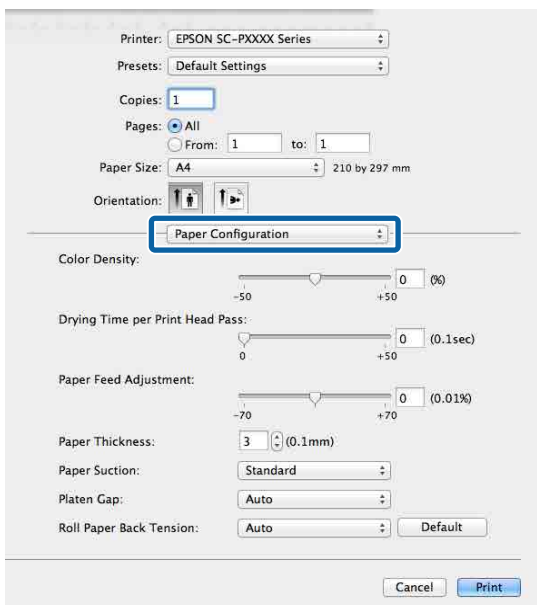 Printer: EPSON SC-PXXXX Series
Presets: Default Settings
Copies: 1
Pages: All
From: 1 to: 1
Paper Size: A4 210 by 297 mm
Orientation:
Paper Configuration
Color Density:
0 (%)
-50 +50
Drying Time per Print Head Pass:
0 (0.1sec)
0 +50
Paper Feed Adjustment:
0 (0.01%)
-70 +70
Paper Thickness: 3 (0.1mm)
Paper Suction: Standard
Platen Gap: Auto
Roll Paper Back Tension: Auto Default
Cancel Print